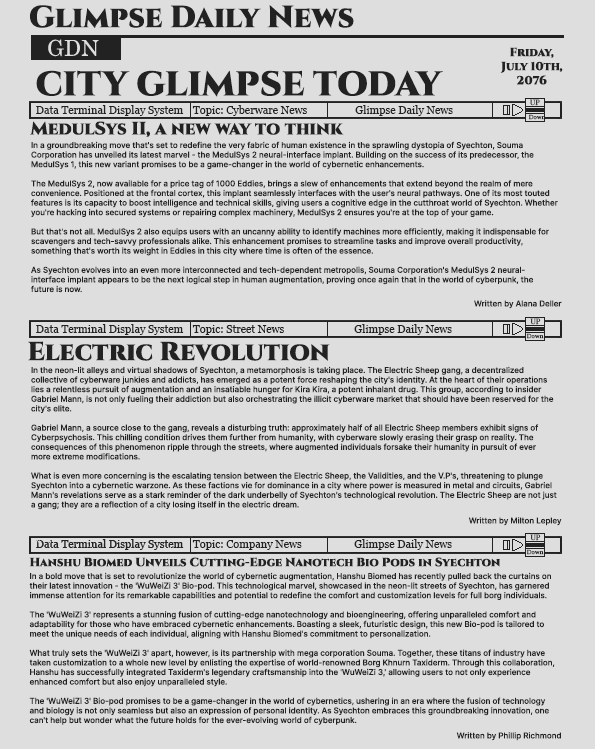 Glimpse Daily News
GDN
Friday,
July 10th,
2076
CITY GLIMPSE TODAY
Data Terminal Display System Topic: Cyberware News Glimpse Daily News UP Down
MedulSys II, a new way to think
In a groundbreaking move that's set to redefine the very fabric of human existence in the sprawling dystopia of Syechton, Souma
Corporation has unveiled its latest marvel - the MedulSys 2 neural-interface implant. Building on the success of its predecessor, the
MedulSys 1, this new variant promises to be a game-changer in the world of cybernetic enhancements.
The MedulSys 2, now available for a price tag of 1000 Eddies, brings a slew of enhancements that extend beyond the realm of mere
convenience. Positioned at the frontal cortex, this implant seamlessly interfaces with the user's neural pathways. One of its most touted
features is its capacity to boost intelligence and technical skills, giving users a cognitive edge in the cutthroat world of Syechton. Whether
you're hacking into secured systems or repairing complex machinery, MedulSys 2 ensures you're at the top of your game.
But that's not all. MedulSys 2 also equips users with an uncanny ability to identify machines more efficiently, making it indispensable for
scavengers and tech-savvy professionals alike. This enhancement promises to streamline tasks and improve overall productivity,
something that's worth its weight in Eddies in this city where time is often of the essence.
As Syechton evolves into an even more interconnected and tech-dependent metropolis, Souma Corporation's MedulSys 2 neural-
interface implant appears to be the next logical step in human augmentation, proving once again that in the world of cyberpunk, the
future is now.
Written by Alana Deller
Data Terminal Display System Topic: Street News Glimpse Daily News UP Down
Electric Revolution
In the neon-lit alleys and virtual shadows of Syechton, a metamorphosis is taking place. The Electric Sheep gang, a decentralized
collective of cyberware junkies and addicts, has emerged as a potent force reshaping the city's identity. At the heart of their operations
lies a relentless pursuit of augmentation and an insatiable hunger for Kira Kira, a potent inhalant drug. This group, according to insider
Gabriel Mann, is not only fueling their addiction but also orchestrating the illicit cyberware market that should have been reserved for the
city's elite.
Gabriel Mann, a source close to the gang, reveals a disturbing truth: approximately half of all Electric Sheep members exhibit signs of
Cyberpsychosis. This chilling condition drives them further from humanity, with cyberware slowly erasing their grasp on reality. The
consequences of this phenomenon ripple through the streets, where augmented individuals forsake their humanity in pursuit of ever
more extreme modifications.
What is even more concerning is the escalating tension between the Electric Sheep, the Validities, and the V.P's, threatening to plunge
Syechton into a cybernetic warzone. As these factions vie for dominance in a city where power is measured in metal and circuits, Gabriel
Mann's revelations serve as a stark reminder of the dark underbelly of Syechton's technological revolution. The Electric Sheep are not just
a gang; they are a reflection of a city losing itself in the electric dream.
Written by Milton Lepley
Data Terminal Display System Topic: Company News Glimpse Daily News UP Down
Hanshu Biomed Unveils Cutting-Edge Nanotech Bio Pods in Syechton
In a bold move that is set to revolutionize the world of cybernetic augmentation, Hanshu Biomed has recently pulled back the curtains on
their latest innovation - the 'WuWeiZi 3' Bio-pod. This technological marvel, showcased in the neon-lit streets of Syechton, has garnered
immense attention for its remarkable capabilities and potential to redefine the comfort and customization levels for full borg individuals.
The 'WuWeiZi 3' represents a stunning fusion of cutting-edge nanotechnology and bioengineering, offering unparalleled comfort and
adaptability for those who have embraced cybernetic enhancements. Boasting a sleek, futuristic design, this new Bio-pod is tailored to
meet the unique needs of each individual, aligning with Hanshu Biomed's commitment to personalization.
What truly sets the 'WuWeiZi 3' apart, however, is its partnership with mega corporation Souma. Together, these titans of industry have
taken customization to a whole new level by enlisting the expertise of world-renowned Borg Khnurn Taxiderm. Through this collaboration,
Hanshu has successfully integrated Taxiderm's legendary craftsmanship into the 'WuWeiZi 3,' allowing users to not only experience
enhanced comfort but also enjoy unparalleled style.
The 'WuWeiZi 3' Bio-pod promises to be a game-changer in the world of cybernetics, ushering in an era where the fusion of technology
and biology is not only seamless but also an expression of personal identity. As Syechton embraces this groundbreaking innovation, one
can't help but wonder what the future holds for the ever-evolving world of cyberpunk.
Written by Phillip Richmond